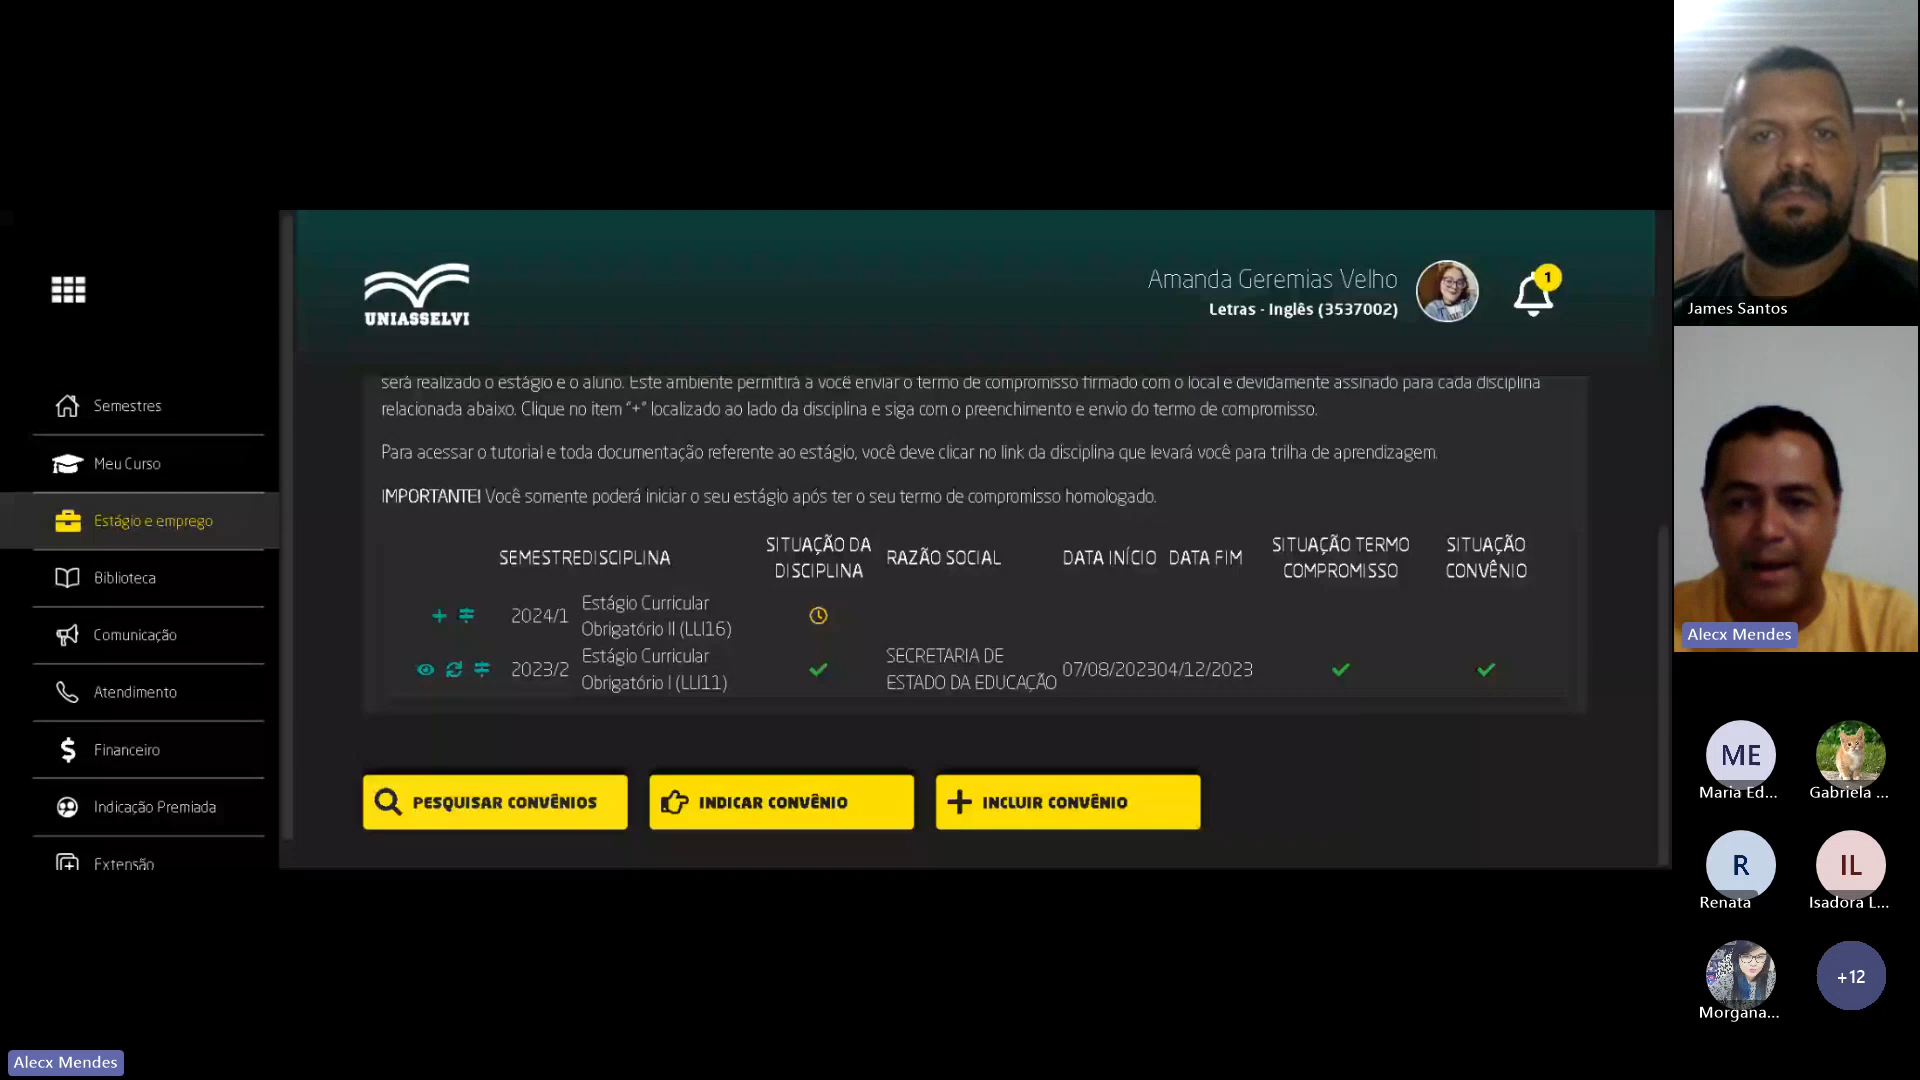 UNIASSELVI
Amanda Geremias Velho
Letras - Inglês (3537002)
1
Semestres
Meu Curso
Estágio e emprego
Biblioteca
Comunicação
Atendimento
Financeiro
Indicação Premiada
Extensão
será realizado o estágio e o aluno. Este ambiente permitirá a você enviar o termo de compromisso firmado com o local e devidamente assinado para cada disciplina
relacionada abaixo. Clique no item "+" localizado ao lado da disciplina e siga com o preenchimento e envio do termo de compromisso.
Para acessar o tutorial e toda documentação referente ao estágio, você deve clicar no link da disciplina que levará você para trilha de aprendizagem.
IMPORTANTE! Você somente poderá iniciar o seu estágio após ter o seu termo de compromisso homologado.
SEMESTRE DISCIPLINA SITUAÇÃO DA DISCIPLINA RAZÃO SOCIAL DATA INÍCIO DATA FIM SITUAÇÃO TERMO COMPROMISSO SITUAÇÃO CONVÊNIO
2024/1 Estágio Curricular Obrigatório II (LLI16)
2023/2 Estágio Curricular Obrigatório I (LLI11) SECRETARIA DE ESTADO DA EDUCAÇÃO 07/08/2023 04/12/2023
PESQUISAR CONVÊNIOS
INDICAR CONVÊNIO
+ INCLUIR CONVÊNIO
James Santos
Alecx Mendes
ME
Maria Ed...
Gabriela ...
R
Renata
IL
Isadora L...
Morgana...
+12
Alecx Mendes